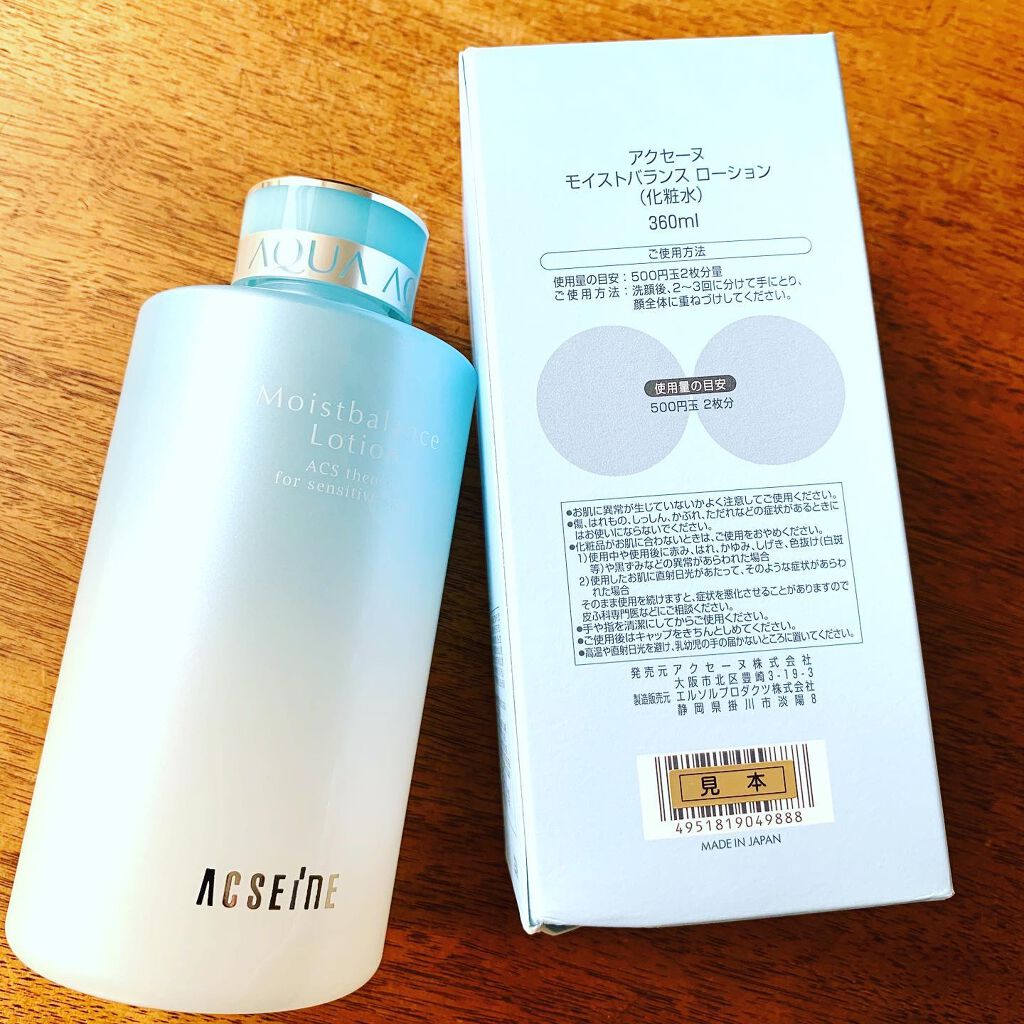 AQUA AC
Moistbalance
Lotion
ACS
for sensitive
ACSEINE
アクセーヌ
モイストバランス ローション
(化粧水)
360ml
ご使用方法
使用量の目安:500円玉2枚分量
ご使用方法:洗顔後、2〜3回に分けて手にとり、
顔全体に重ねづけしてください。
使用量の目安
500円玉 2枚分
●お肌に異常が生じていないかよく注意してご使用ください。
●傷、はれもの、しっしん、かぶれ、ただれなどの症状があるときに
はお使いにならないでください。
●化粧品がお肌に合わないときは、ご使用をおやめください。
1)使用中や使用後に赤み、はれ、かゆみ、しげき、色抜け(白斑
等)や黒ずみなどの異常があらわれた場合
2)使用したお肌に直射日光があたって、そのような症状があらわ
れた場合
そのまま使用を続けますと、症状を悪化させることがありますので
皮ふ科専門医などにご相談ください。
●手や指を清潔にしてからご使用ください。
●ご使用後はキャップをきちんとしめてください。
●高温や直射日光を避け、乳幼児の手の届かないところに置いてください。
発売元 アクセーヌ株式会社
大阪市北区豊崎3-19-3
製造販売元 エルソルプロダクツ株式会社
静岡県掛川市淡陽8
見本
4951819049888
MADE IN JAPAN